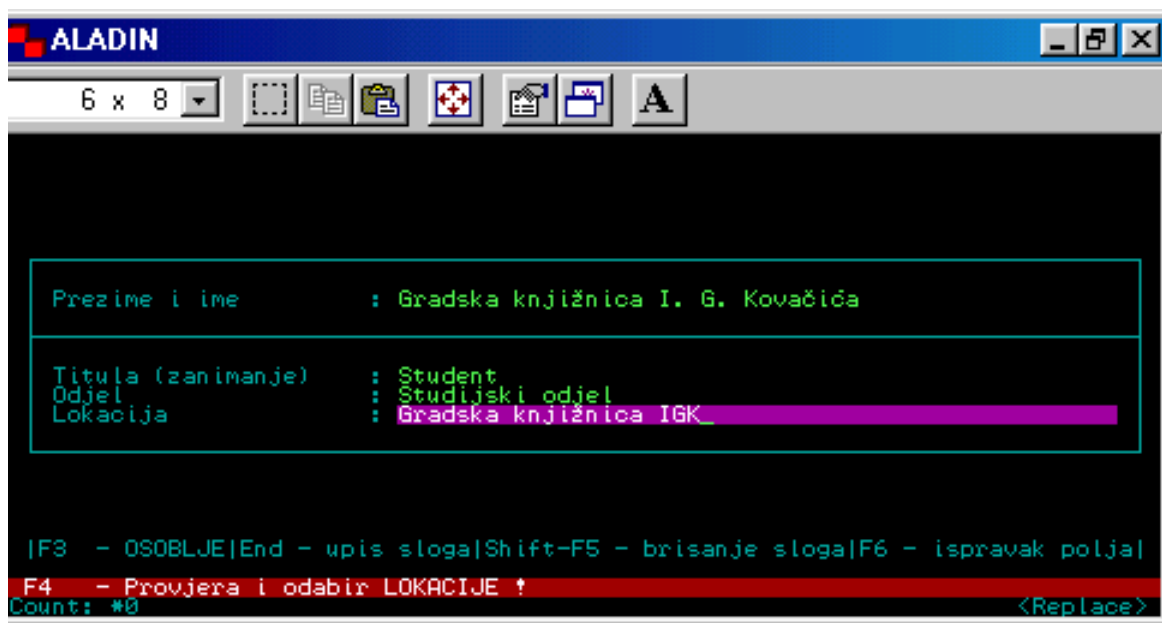 ALADIN
6 x 8
A
Prezime i ime : Gradska knjižnica I. G. Kovačića
Titula (zanimanje) : Student
Odjel : Studijski odjel
Lokacija : Gradska knjižnica IGK_
|F3 - OSOBLJE|End - upis sloga|Shift-F5 - brisanje sloga|F6 - ispravak polja|
F4 - Provjera i odabir LOKACIJE !
Count: *0 <Replace>